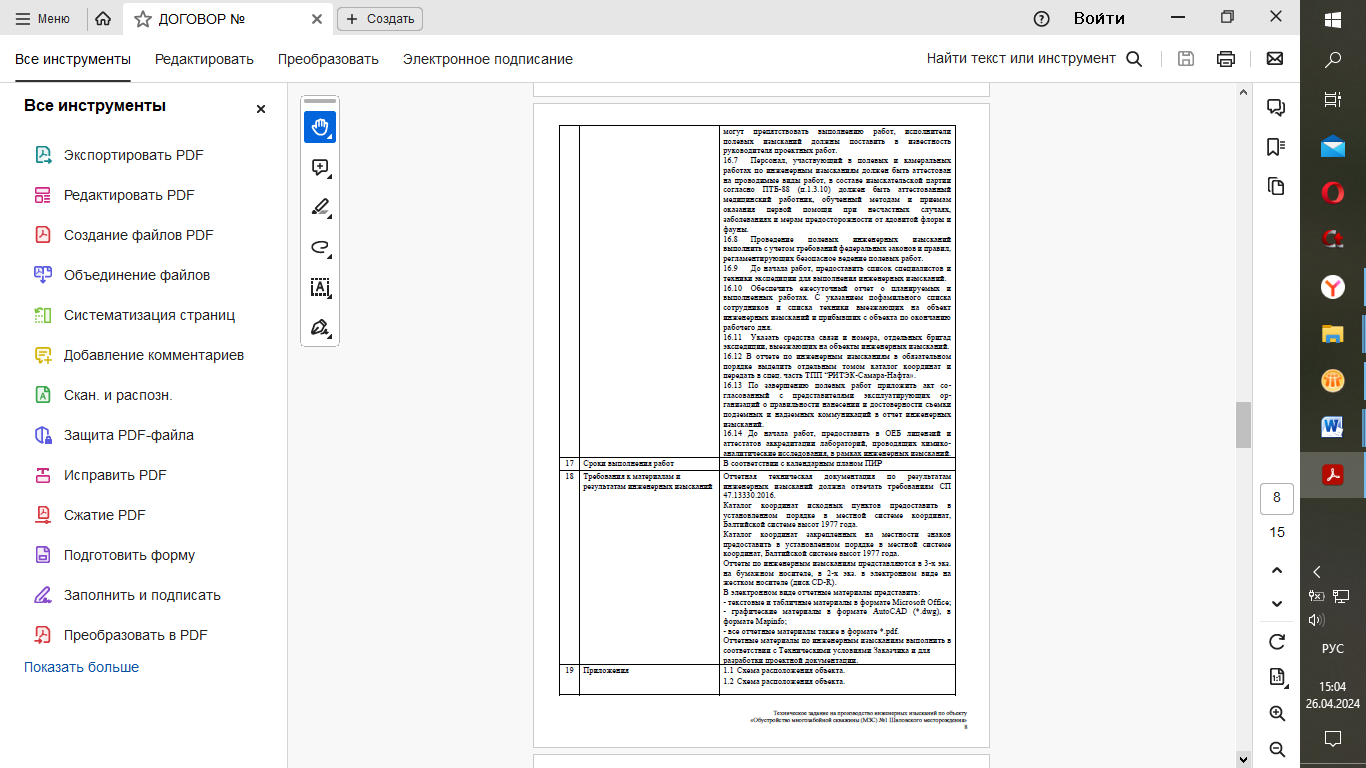 Меню
ДОГОВОР №
Создать
Войти
Все инструменты
Редактировать
Преобразовать
Электронное подписание
Найти текст или инструмент
Все инструменты
Экспортировать PDF
Редактировать PDF
Создание файлов PDF
Объединение файлов
Систематизация страниц
Добавление комментариев
Скан. и распозн.
Защита PDF-файла
Исправить PDF
Сжатие PDF
Подготовить форму
Заполнить и подписать
Преобразовать в PDF
Показать больше
могут препятствовать выполнению работ, исполнители
полевых изысканий должны поставить в известность
руководителя проектных работ.
16.7 Персонал, участвующий в полевых и камеральных
работах по инженерным изысканиям должен быть аттестован
на проводимые виды работ, в составе изыскательской партии
согласно ПТБ-88 (п.1.3.10) должен быть аттестованный
медицинский работник, обученный методам и приемам
оказания первой помощи при несчастных случаях,
заболеваниях и мерам предосторожности от ядовитой флоры и
фауны.
16.8 Проведение полевых инженерных изысканий
выполнить с учетом требований федеральных законов и правил,
регламентирующих безопасное ведение полевых работ.
16.9 До начала работ, предоставить список специалистов и
техники экспедиции для выполнения инженерных изысканий.
16.10 Обеспечить ежесуточный отчет о планируемых и
выполненных работах. С указанием пофамильного списка
сотрудников и списка техники выезжающих на объект
инженерных изысканий и прибывших с объекта по окончанию
рабочего дня.
16.11 Указать средства связи и номера, отдельных бригад
экспедиции, выезжающих на объекты инженерных изысканий.
16.12 В отчете по инженерным изысканиям в обязательном
порядке выделить отдельным томом каталог координат и
передать в спец. часть ТПП "РИТЭК-Самара-Нафта».
16.13 По завершению полевых работ приложить акт со-
гласованный с представителями эксплуатирующих ор-
ганизаций о правильности нанесении и достоверности съемки
подземных и надземных коммуникаций в отчет инженерных
изысканий.
16.14 До начала работ, предоставить в ОЕБ лицензий и
аттестатов аккредитации лабораторий, проводящих химико-
аналитические исследования, в рамках инженерных изысканий.
17 Сроки выполнения работ В соответствии с календарным планом ПИР
18 Требования к материалам и
результатам инженерных изысканий
Отчетная техническая документация по результатам
инженерных изысканий должна отвечать требованиям СП
47.13330.2016.
Каталог координат исходных пунктов предоставить в
установленном порядке в местной системе координат,
Балтийской системе высот 1977 года.
Каталог координат закрепленных на местности знаков
предоставить в установленном порядке в местной системе
координат, Балтийской системе высот 1977 года.
Отчеты по инженерным изысканиям представляются в 3-х экз.
на бумажном носителе, в 2-х экз. в электронном виде на
жестком носителе (диск CD-R).
В электронном виде отчетные материалы представить:
- текстовые и табличные материалы в формате Microsoft Office;
- графические материалы в формате AutoCAD (*.dwg), в
формате Mapinfo;
- все отчетные материалы также в формате *.pdf.
Отчетные материалы по инженерным изысканиям выполнить в
соответствии с Техническими условиями Заказчика и для
разработки проектной документации.
19 Приложения 1.1 Схема расположения объекта.
1.2 Схема расположения объекта.
Техническое задание на производство инженерных изысканий по объекту
«Обустройство многозабойной скважины (МЗС) №1 Шиловского месторождения»
8
8
15
1:1
РУС
15:04
26.04.2024